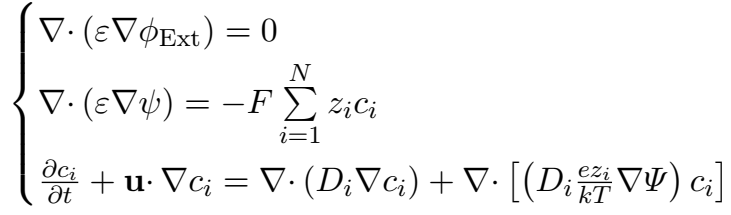 ∇·(ε∇ϕ_Ext) = 0
∇·(ε∇ψ) = −F ∑_{i=1}^{N} z_i c_i
∂c_i/∂t + **u**·∇c_i = ∇·(D_i∇c_i) + ∇·[(D_i (ez_i/kT) ∇Ψ) c_i]